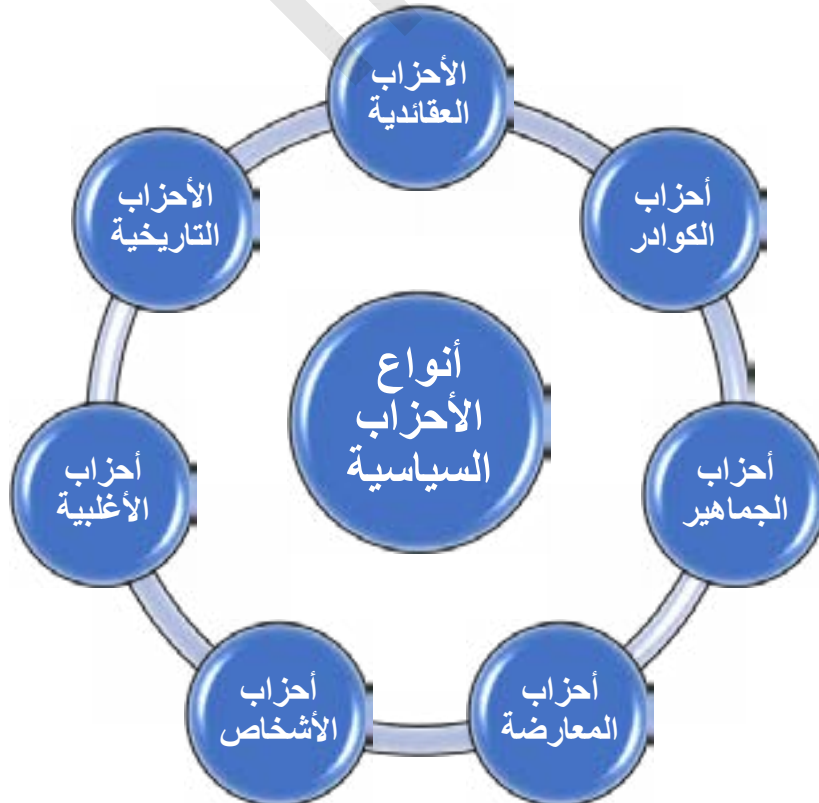 الأحزاب
العقائدية
أحزاب
الكوادر
أحزاب
الجماهير
أحزاب
المعارضة
أحزاب
الأشخاص
أحزاب
الأغلبية
الأحزاب
التاريخية
أنواع
الأحزاب
السياسية